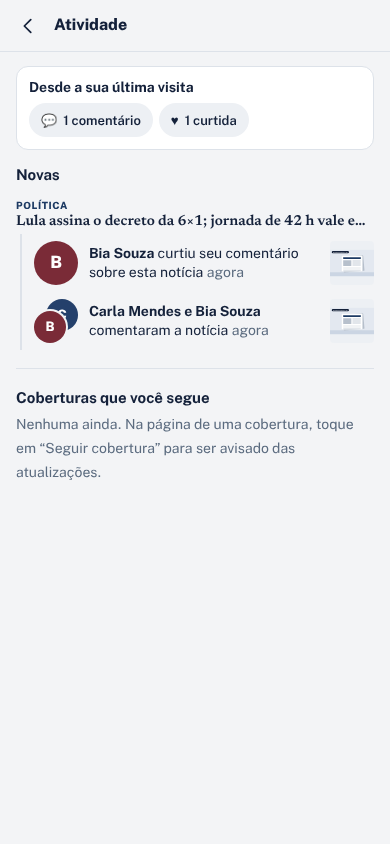 Atividade
Desde a sua última visita
💬 1 comentário
♥ 1 curtida
Novas
POLÍTICA
Lula assina o decreto da 6×1; jornada de 42 h vale e...
B
Bia Souza curtiu seu comentário
sobre esta notícia agora
B
Carla Mendes e Bia Souza
comentaram a notícia agora
Coberturas que você segue
Nenhuma ainda. Na página de uma cobertura, toque
em “Seguir cobertura” para ser avisado das
atualizações.